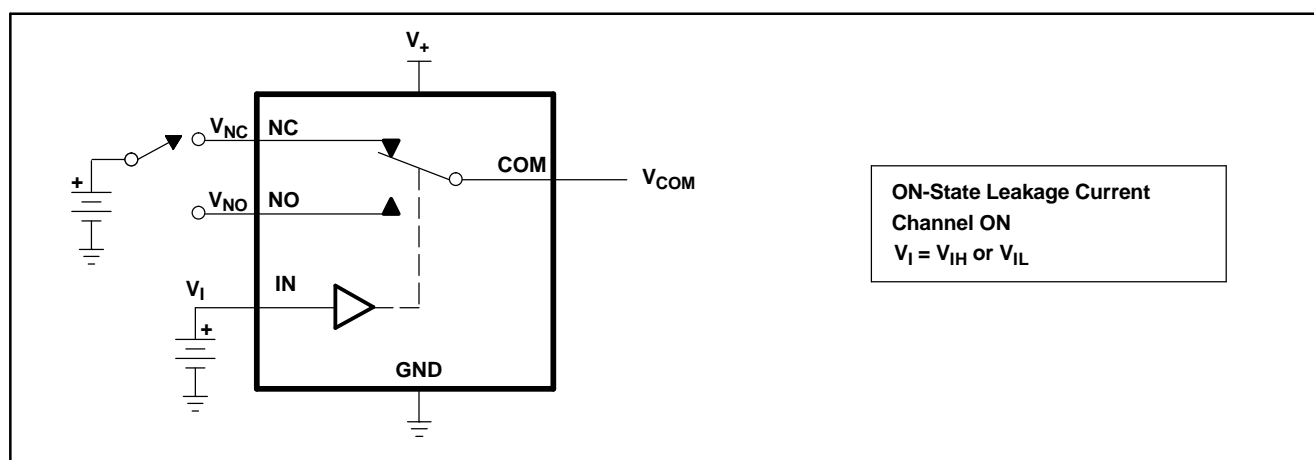 V+
VNC NC
+
COM
VCOM
VNO NO
VI IN
+
GND
ON-State Leakage Current
Channel ON
VI = VIH or VIL